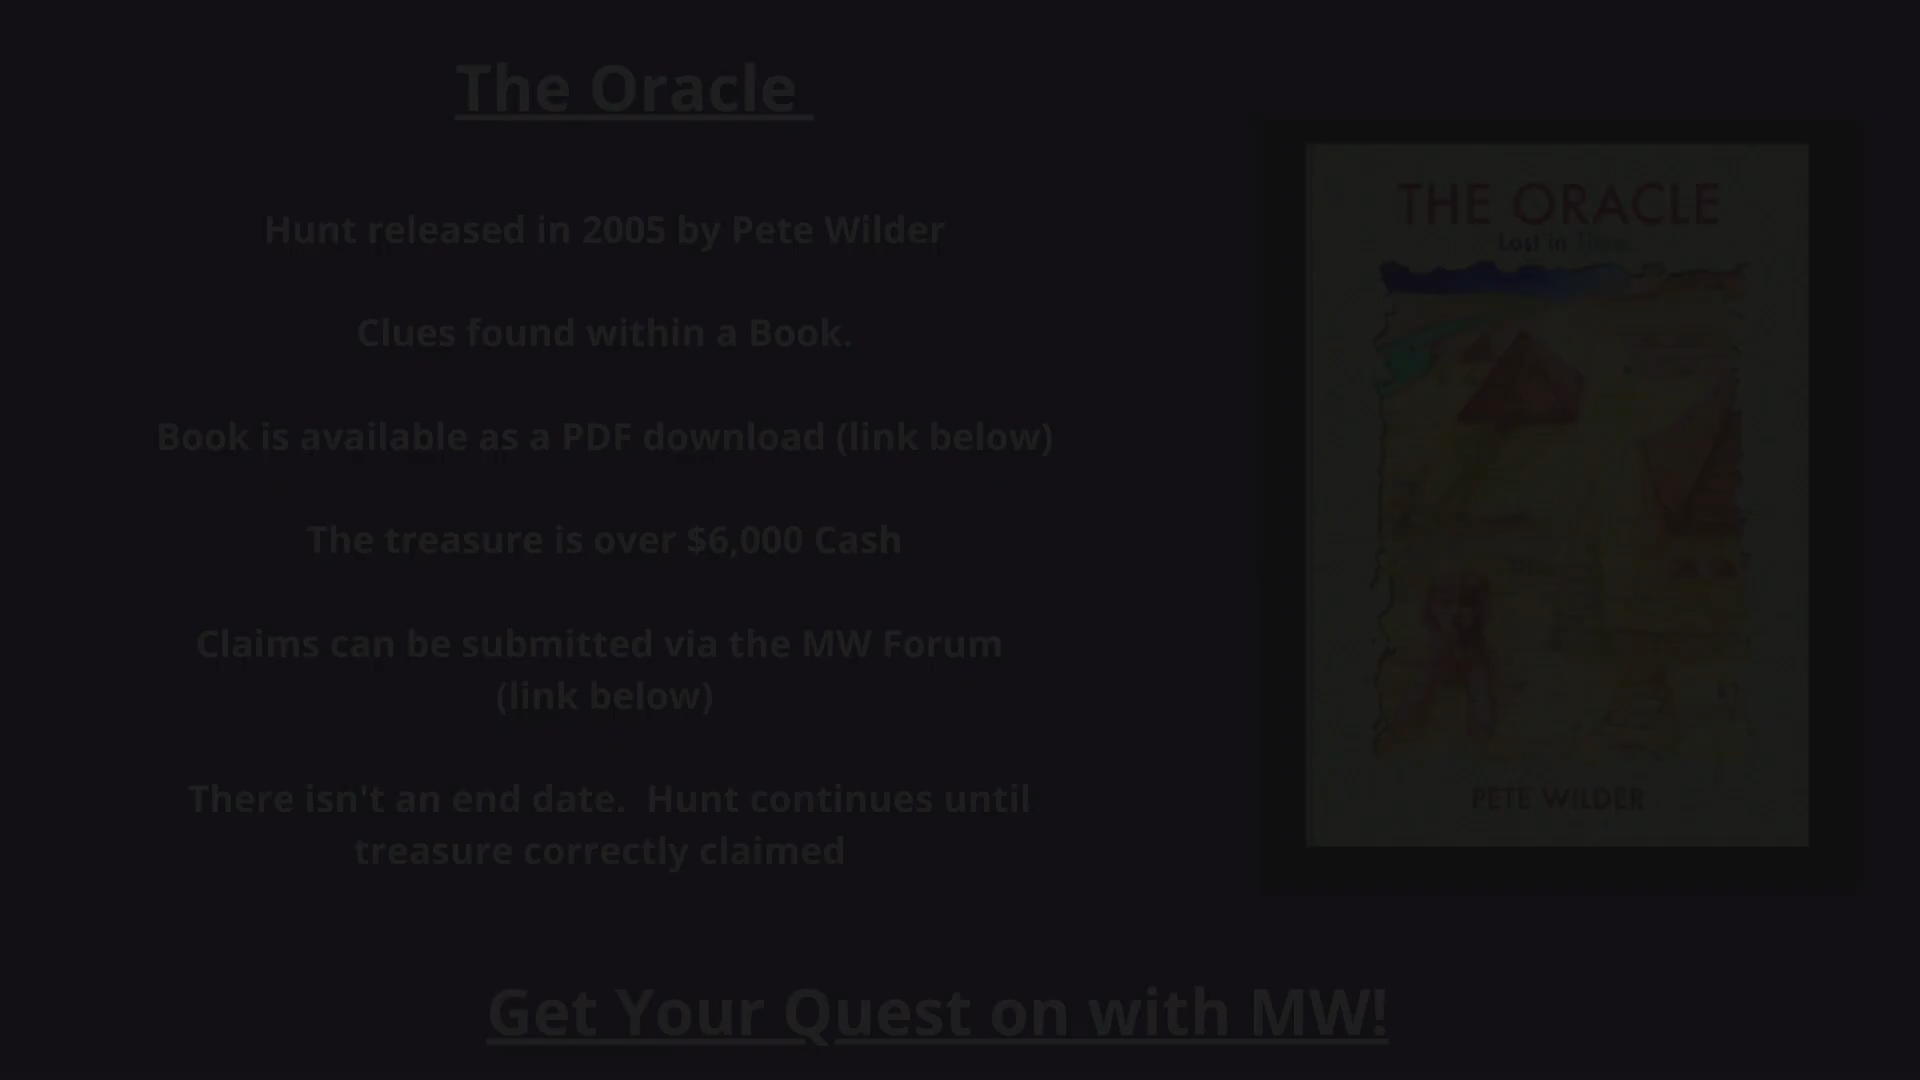 The Oracle
Hunt released in 2005 by Pete Wilder
Clues found within a Book.
Book is available as a PDF download (link below)
The treasure is over $6,000 Cash
Claims can be submitted via the MW Forum
(link below)
There isn't an end date.  Hunt continues until
treasure correctly claimed
THE ORACLE
Lost in Time
PETE WILDER
Get Your Quest on with MW!